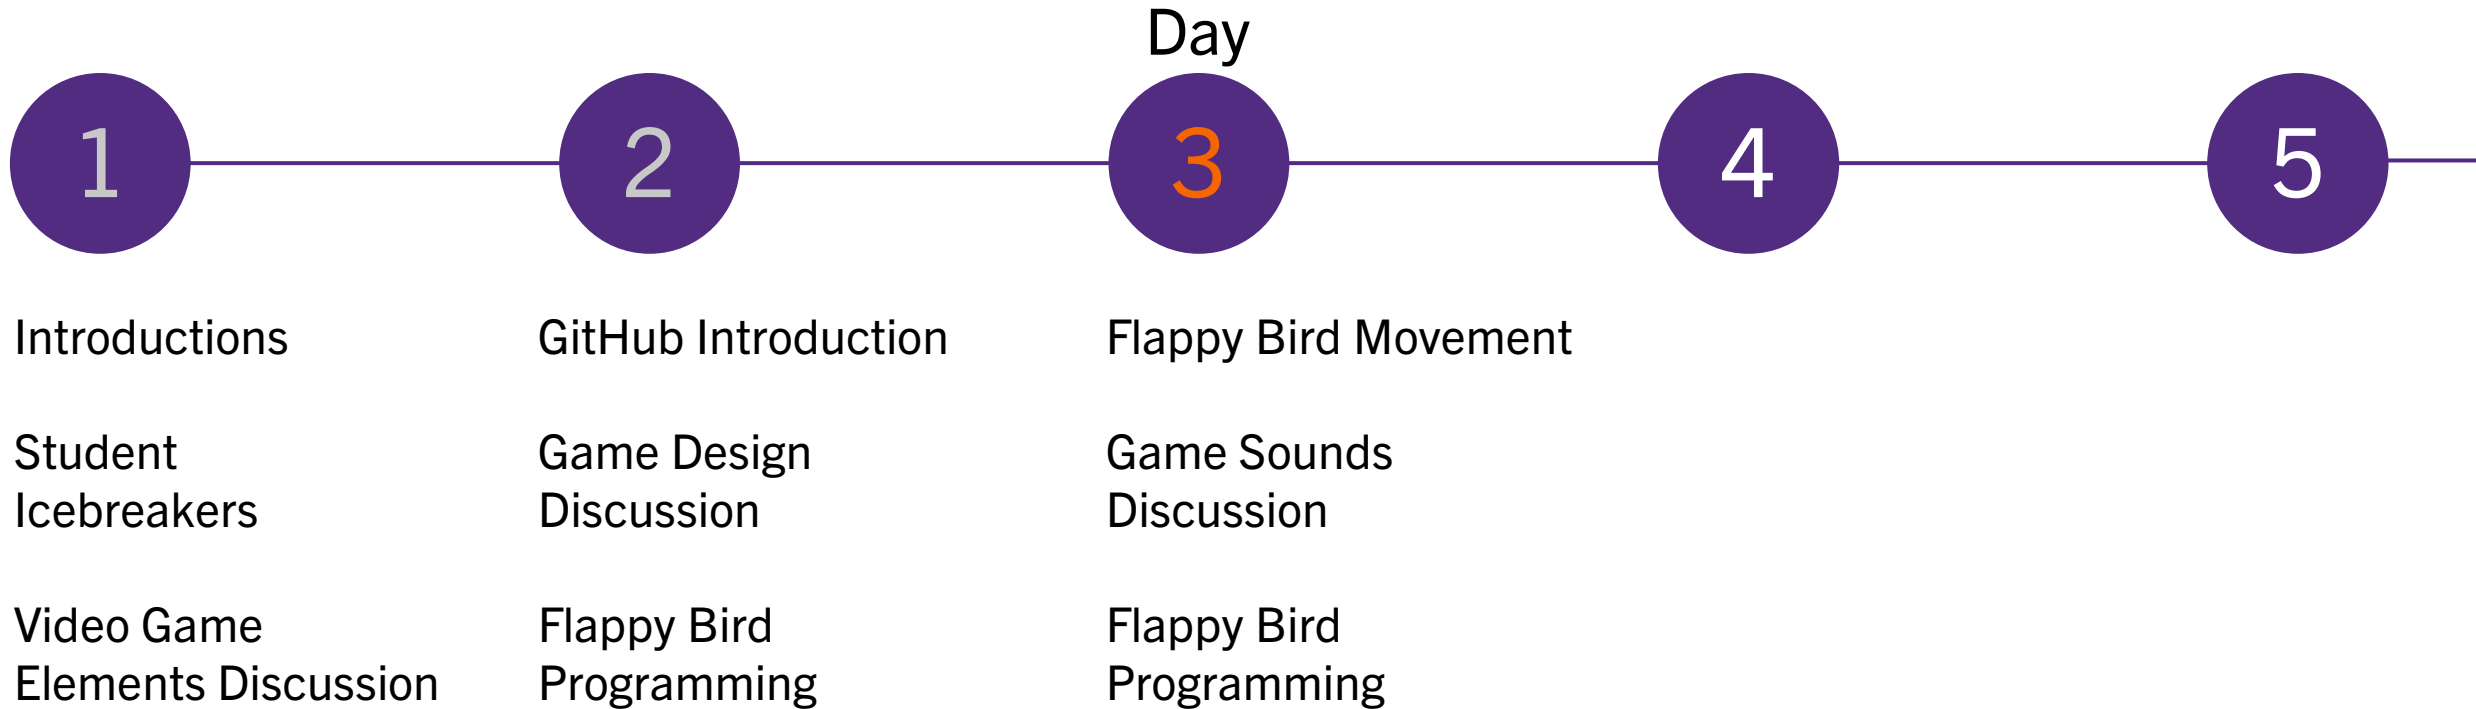 Day
1
2
3
4
5
Introductions
Student
Icebreakers
Video Game
Elements Discussion
GitHub Introduction
Game Design
Discussion
Flappy Bird
Programming
Flappy Bird Movement
Game Sounds
Discussion
Flappy Bird
Programming